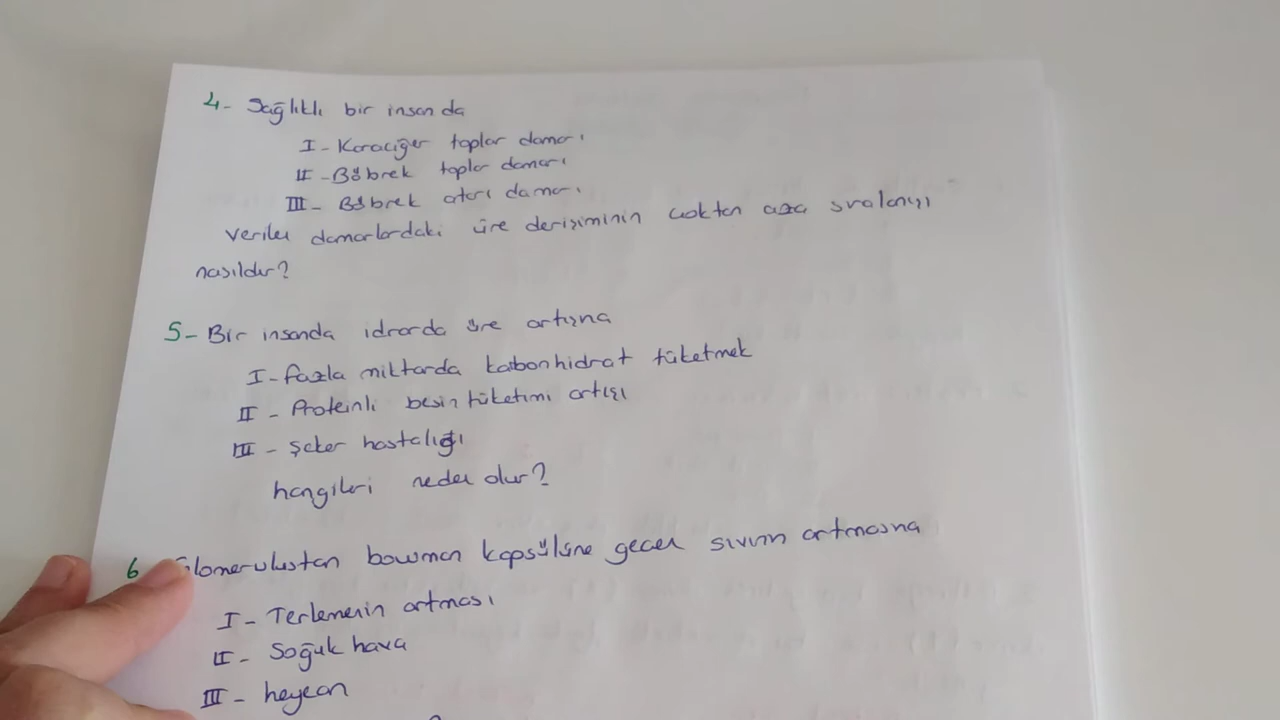 4- Sağlıklı bir insanda
I - Karaciğer toplar damarı
II - Böbrek toplar damarı
III - Böbrek atar damarı
verilen damarlardaki üre derişiminin çoktan aza sıralanışı
nasıldır?
5- Bir insanda idrarda üre artışına
I - fazla miktarda karbonhidrat tüketmek
II - Proteinli besin tüketimi artışı
III - Şeker hastalığı
hangileri neden olur?
6 Glomerulustan bowman kapsülüne geçen sıvının artmasına
I - Terlemenin artması
II - Soğuk hava
III - heyecan